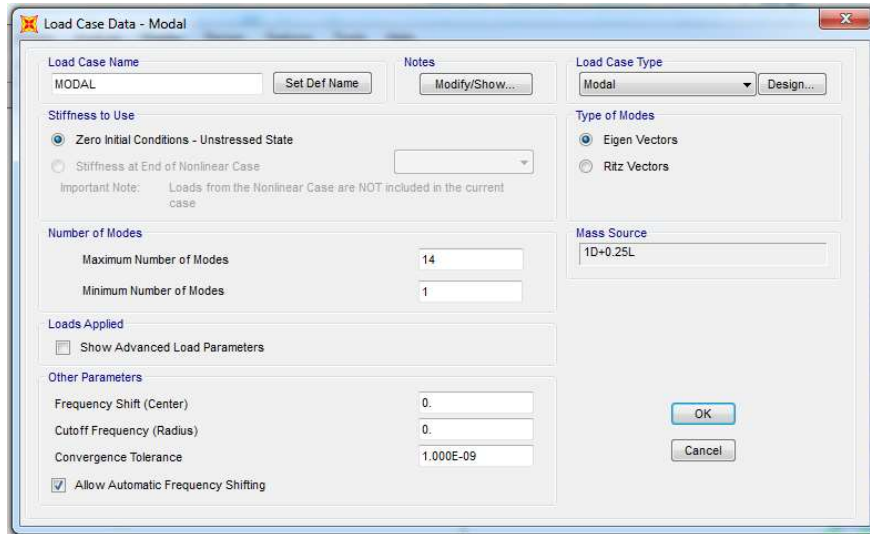 Load Case Data - Modal
Load Case Name
MODAL
Set Def Name
Notes
Modify/Show...
Load Case Type
Modal
Design...
Stiffness to Use
Zero Initial Conditions - Unstressed State
Stiffness at End of Nonlinear Case
Important Note: Loads from the Nonlinear Case are NOT included in the current
case
Type of Modes
Eigen Vectors
Ritz Vectors
Number of Modes
Maximum Number of Modes 14
Minimum Number of Modes 1
Mass Source
1D+0.25L
Loads Applied
Show Advanced Load Parameters
Other Parameters
Frequency Shift (Center) 0.
Cutoff Frequency (Radius) 0.
Convergence Tolerance 1.000E-09
Allow Automatic Frequency Shifting
OK
Cancel